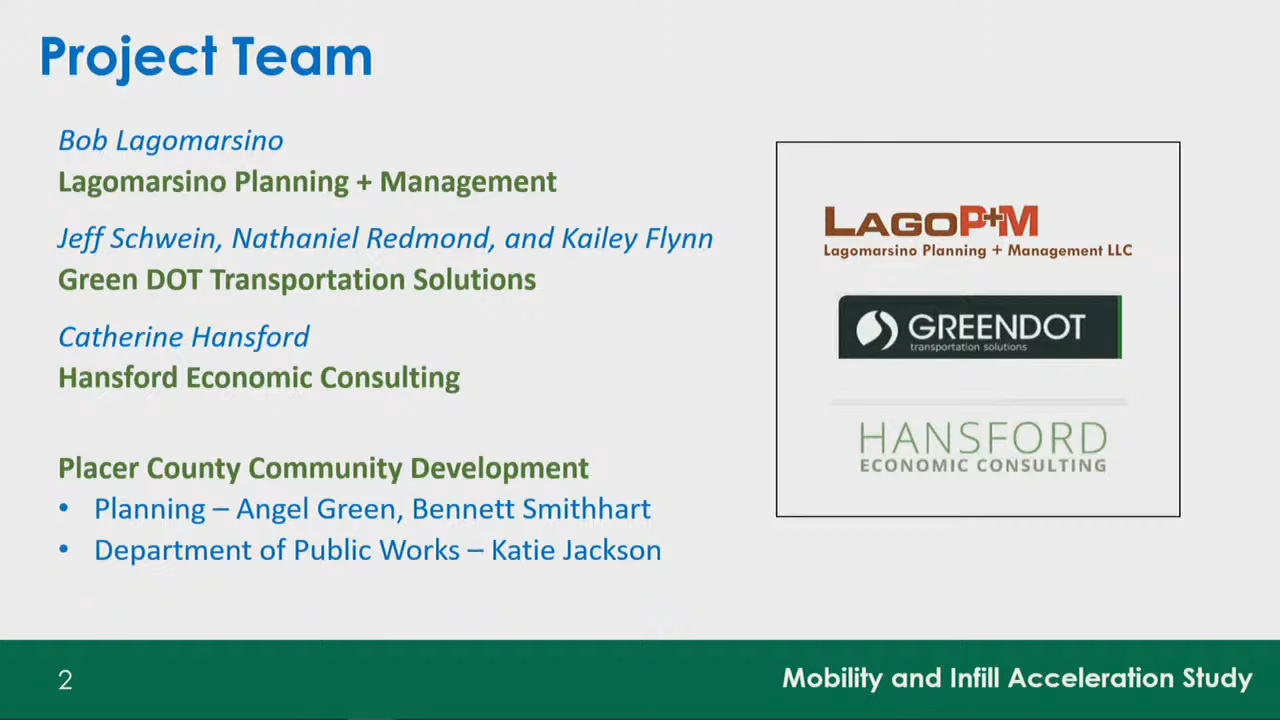 Project Team
Bob Lagomarsino
Lagomarsino Planning + Management
Jeff Schwein, Nathaniel Redmond, and Kailey Flynn
Green DOT Transportation Solutions
Catherine Hansford
Hansford Economic Consulting
Placer County Community Development
• Planning – Angel Green, Bennett Smithhart
• Department of Public Works – Katie Jackson
LAGOP+M
Lagomarsino Planning + Management LLC
GREENDOT
transportation solutions
HANSFORD
ECONOMIC CONSULTING
2
Mobility and Infill Acceleration Study